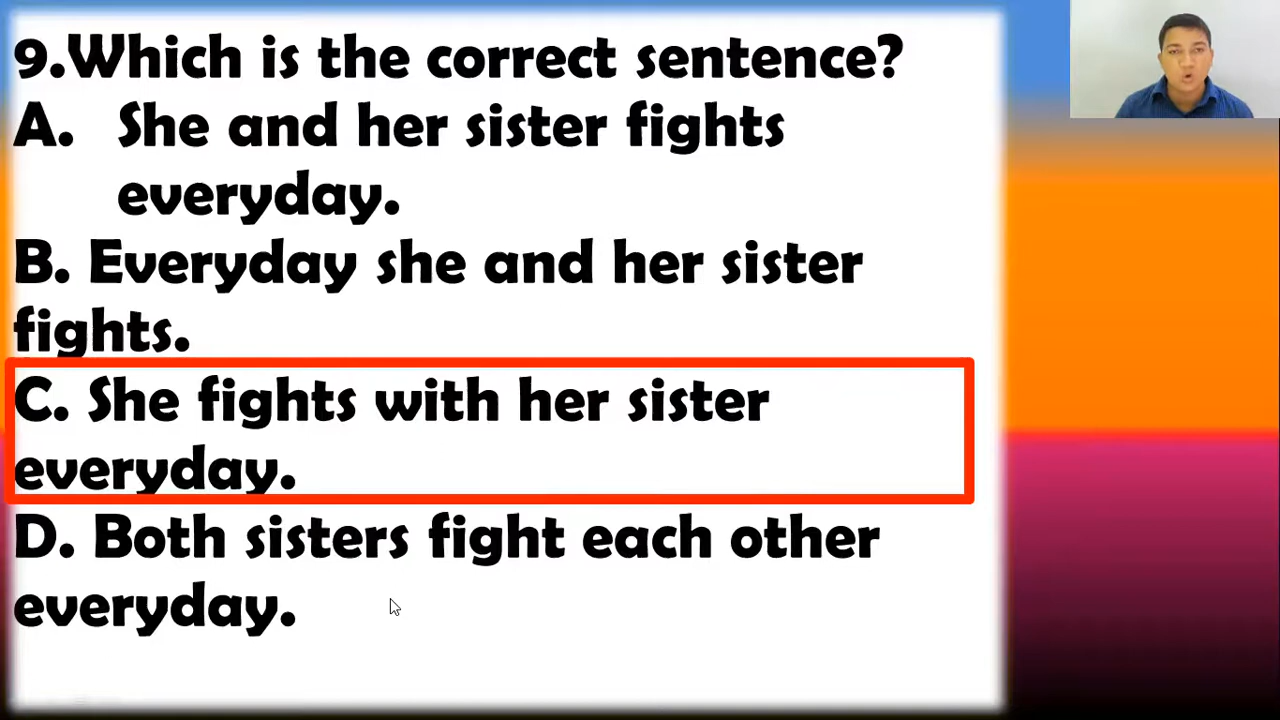 9.Which is the correct sentence?
A. She and her sister fights
everyday.
B. Everyday she and her sister
fights.
C. She fights with her sister
everyday.
D. Both sisters fight each other
everyday.